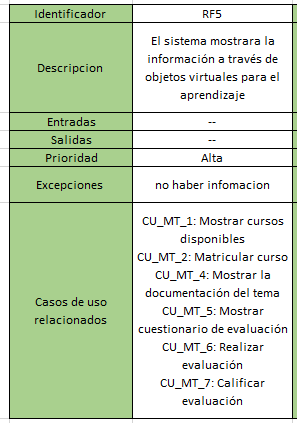 Identificador RF5
Descripcion
El sistema mostrara la
información a través de
objetos virtuales para el
aprendizaje
Entradas --
Salidas --
Prioridad Alta
Excepciones no haber infomacion
Casos de uso
relacionados
CU_MT_1: Mostrar cursos
disponibles
CU_MT_2: Matricular curso
CU_MT_4: Mostrar la
documentación del tema
CU_MT_5: Mostrar
cuestionario de evaluación
CU_MT_6: Realizar
evaluación
CU_MT_7: Calificar
evaluación